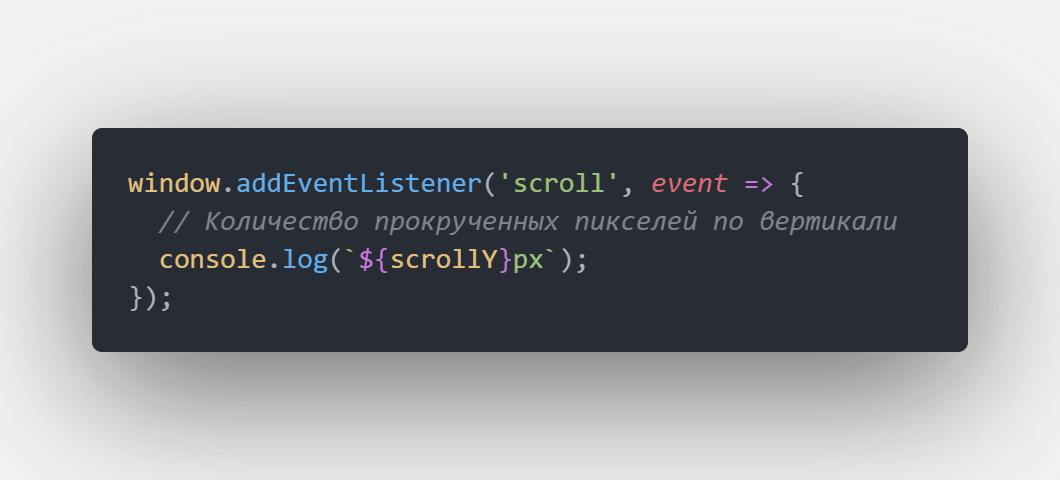 window.addEventListener('scroll', event => {
  // Количество прокрученных пикселей по вертикали
  console.log(`${scrollY}px`);
});